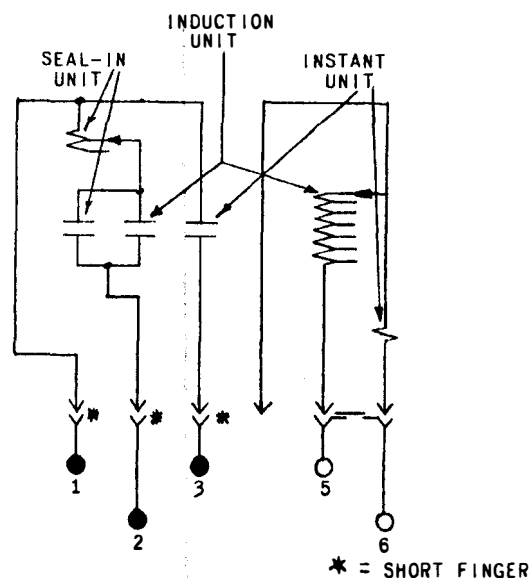 INDUCTION
UNIT
SEAL-IN
UNIT
INSTANT
UNIT
*
*
*
1
2
3
5
6
* = SHORT FINGER